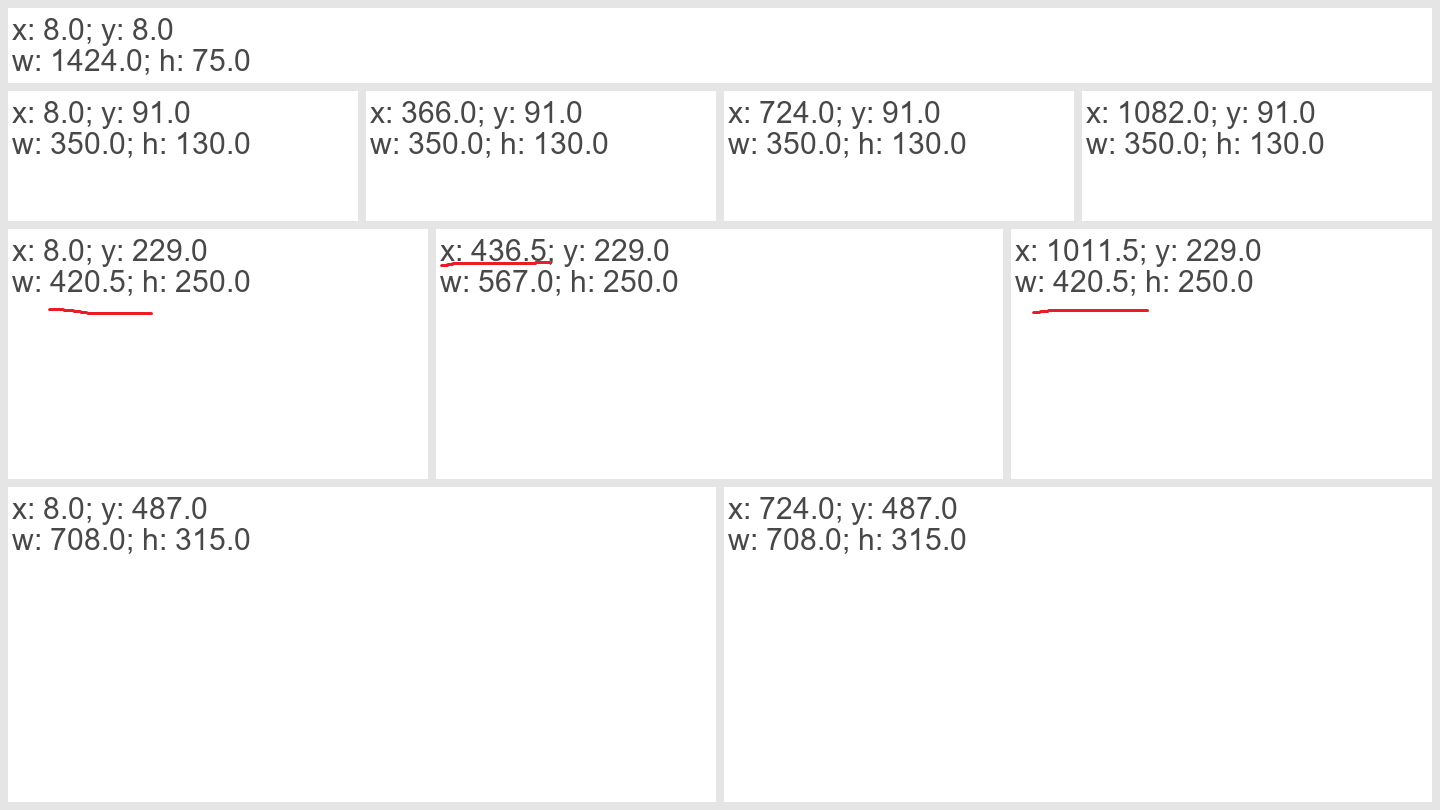 x: 8.0; y: 8.0
w: 1424.0; h: 75.0
x: 8.0; y: 91.0
w: 350.0; h: 130.0
x: 366.0; y: 91.0
w: 350.0; h: 130.0
x: 724.0; y: 91.0
w: 350.0; h: 130.0
x: 1082.0; y: 91.0
w: 350.0; h: 130.0
x: 8.0; y: 229.0
w: 420.5; h: 250.0
x: 436.5; y: 229.0
w: 567.0; h: 250.0
x: 1011.5; y: 229.0
w: 420.5; h: 250.0
x: 8.0; y: 487.0
w: 708.0; h: 315.0
x: 724.0; y: 487.0
w: 708.0; h: 315.0